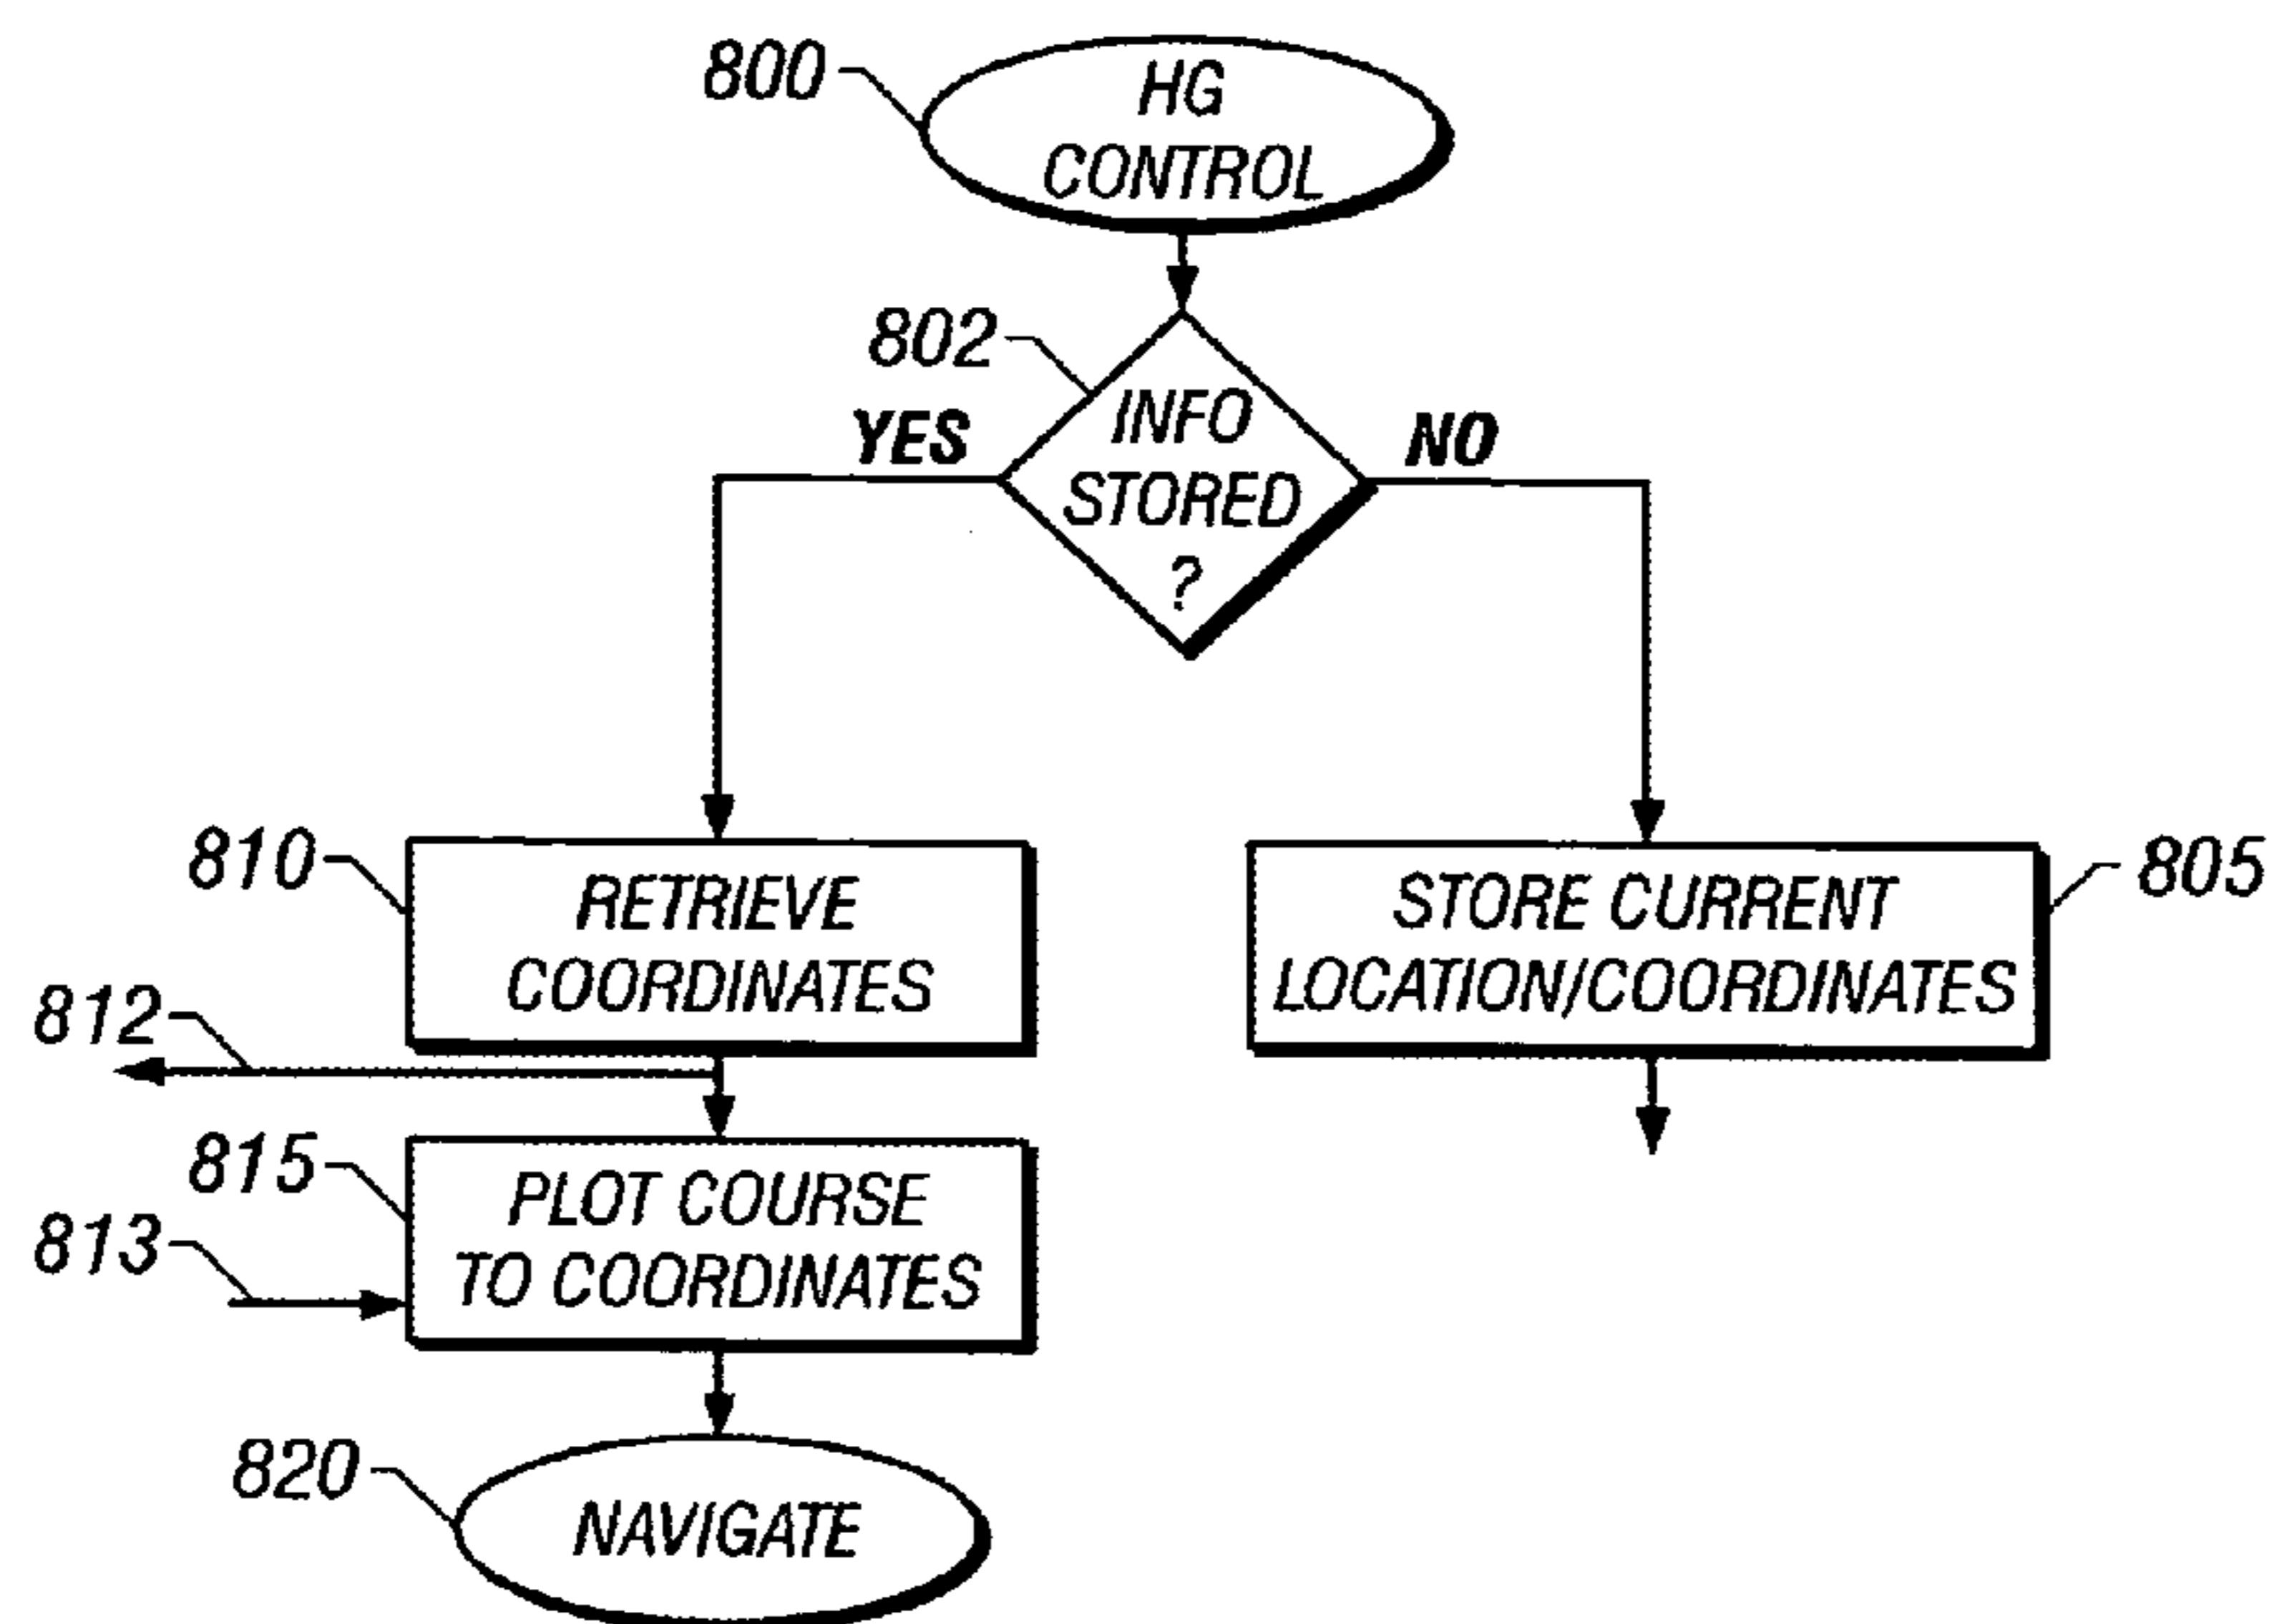 800
HG
CONTROL
802
INFO
STORED
?
YES
NO
810
RETRIEVE
COORDINATES
STORE CURRENT
LOCATION/COORDINATES
805
812
815
PLOT COURSE
TO COORDINATES
813
820
NAVIGATE